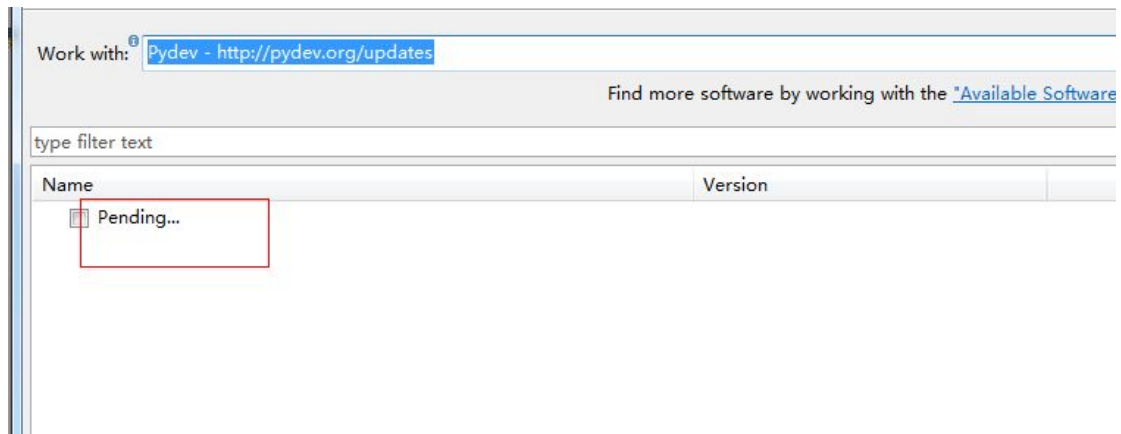 Work with: Pydev - http://pydev.org/updates
Find more software by working with the "Available Software
type filter text
Name Version
Pending...